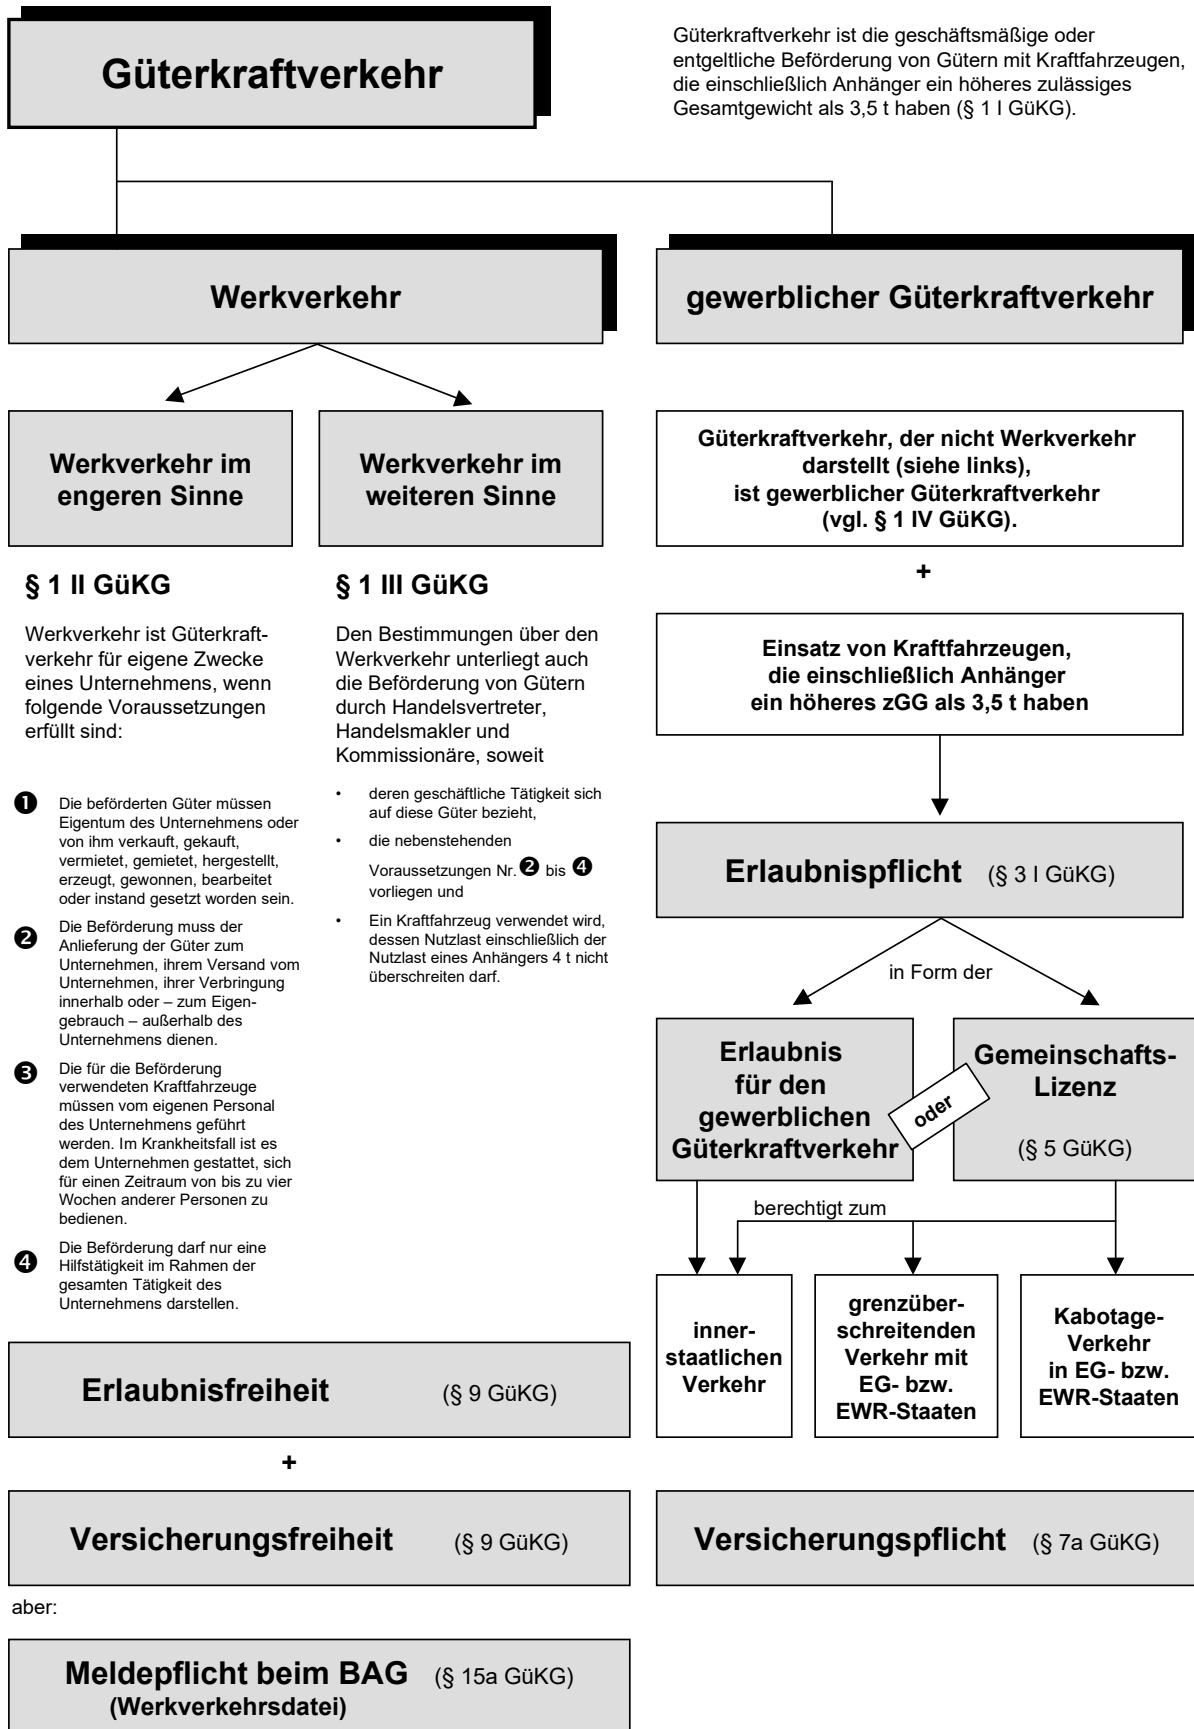 Güterkraftverkehr
Güterkraftverkehr ist die geschäftsmäßige oder
entgeltliche Beförderung von Gütern mit Kraftfahrzeugen,
die einschließlich Anhänger ein höheres zulässiges
Gesamtgewicht als 3,5 t haben (§ 1 I GüKG).
Werkverkehr
gewerblicher Güterkraftverkehr
Werkverkehr im
engeren Sinne
Werkverkehr im
weiteren Sinne
§ 1 II GüKG
Werkverkehr ist Güterkraft-
verkehr für eigene Zwecke
eines Unternehmens, wenn
folgende Voraussetzungen
erfüllt sind:
❶ Die beförderten Güter müssen
Eigentum des Unternehmens oder
von ihm verkauft, gekauft,
vermietet, gemietet, hergestellt,
erzeugt, gewonnen, bearbeitet
oder instand gesetzt worden sein.
❷ Die Beförderung muss der
Anlieferung der Güter zum
Unternehmen, ihrem Versand vom
Unternehmen, ihrer Verbringung
innerhalb oder – zum Eigen-
gebrauch – außerhalb des
Unternehmens dienen.
❸ Die für die Beförderung
verwendeten Kraftfahrzeuge
müssen vom eigenen Personal
des Unternehmens geführt
werden. Im Krankheitsfall ist es
dem Unternehmen gestattet, sich
für einen Zeitraum von bis zu vier
Wochen anderer Personen zu
bedienen.
❹ Die Beförderung darf nur eine
Hilfstätigkeit im Rahmen der
gesamten Tätigkeit des
Unternehmens darstellen.
§ 1 III GüKG
Den Bestimmungen über den
Werkverkehr unterliegt auch
die Beförderung von Gütern
durch Handelsvertreter,
Handelsmakler und
Kommissionäre, soweit
• deren geschäftliche Tätigkeit sich
auf diese Güter bezieht,
• die nebenstehenden
Voraussetzungen Nr. ❷ bis ❹
vorliegen und
• Ein Kraftfahrzeug verwendet wird,
dessen Nutzlast einschließlich der
Nutzlast eines Anhängers 4 t nicht
überschreiten darf.
Erlaubnisfreiheit (§ 9 GüKG)
+
Versicherungsfreiheit (§ 9 GüKG)
aber:
Meldepflicht beim BAG (§ 15a GüKG)
(Werkverkehrsdatei)
Güterkraftverkehr, der nicht Werkverkehr
darstellt (siehe links),
ist gewerblicher Güterkraftverkehr
(vgl. § 1 IV GüKG).
+
Einsatz von Kraftfahrzeugen,
die einschließlich Anhänger
ein höheres zGG als 3,5 t haben
Erlaubnispflicht (§ 3 I GüKG)
in Form der
Erlaubnis
für den
gewerblichen
Güterkraftverkehr
oder
Gemeinschafts-
Lizenz
(§ 5 GüKG)
berechtigt zum
inner-
staatlichen
Verkehr
grenzüber-
schreitenden
Verkehr mit
EG- bzw.
EWR-Staaten
Kabotage-
Verkehr
in EG- bzw.
EWR-Staaten
Versicherungspflicht (§ 7a GüKG)